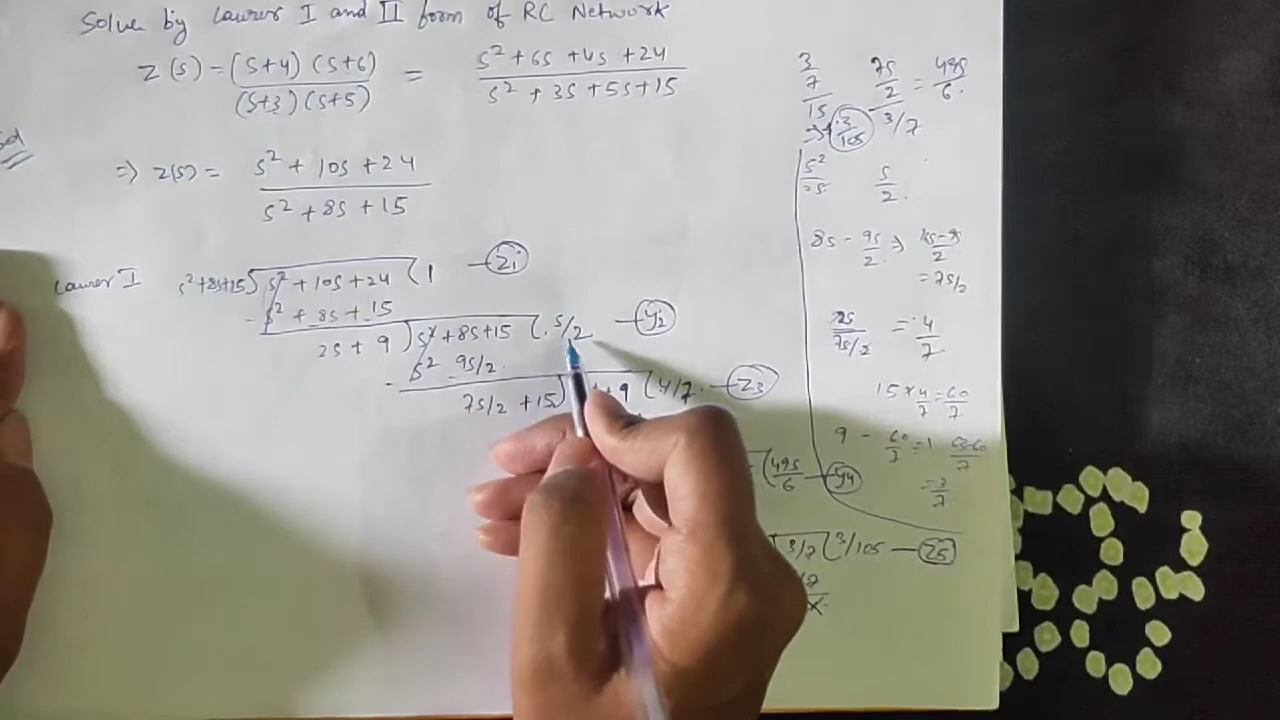 Solve by Caurer I and II form of RC Network
Z(s) = (s+4) (s+6) / (s+3) (s+5) = s² + 6s + 4s + 24 / s² + 3s + 5s + 15
⇒ Z(s) = s² + 10s + 24 / s² + 8s + 15
Caurer I s²+8s+15) s² + 10s + 24 ( 1 — Z1
- s² + 8s + 15
2s + 9 ) s² + 8s + 15 ( s/2 — Y2
- s² 9s/2
7s/2 + 15) + 9 ( 4/7 — Z3
( 49s/6 — Y4
3/7 ( 3/105 — Z5
3/7/15
⇒ 3/105
7s/2 / 3/7 = 49s/6
s²/2s s/2
8s - 9s/2 ⇒ 16s-9s/2
= 7s/2
2s / 7s/2 = 4/7
15 × 4/7 = 60/7
9 - 60/7 63-60/7
= 3/7